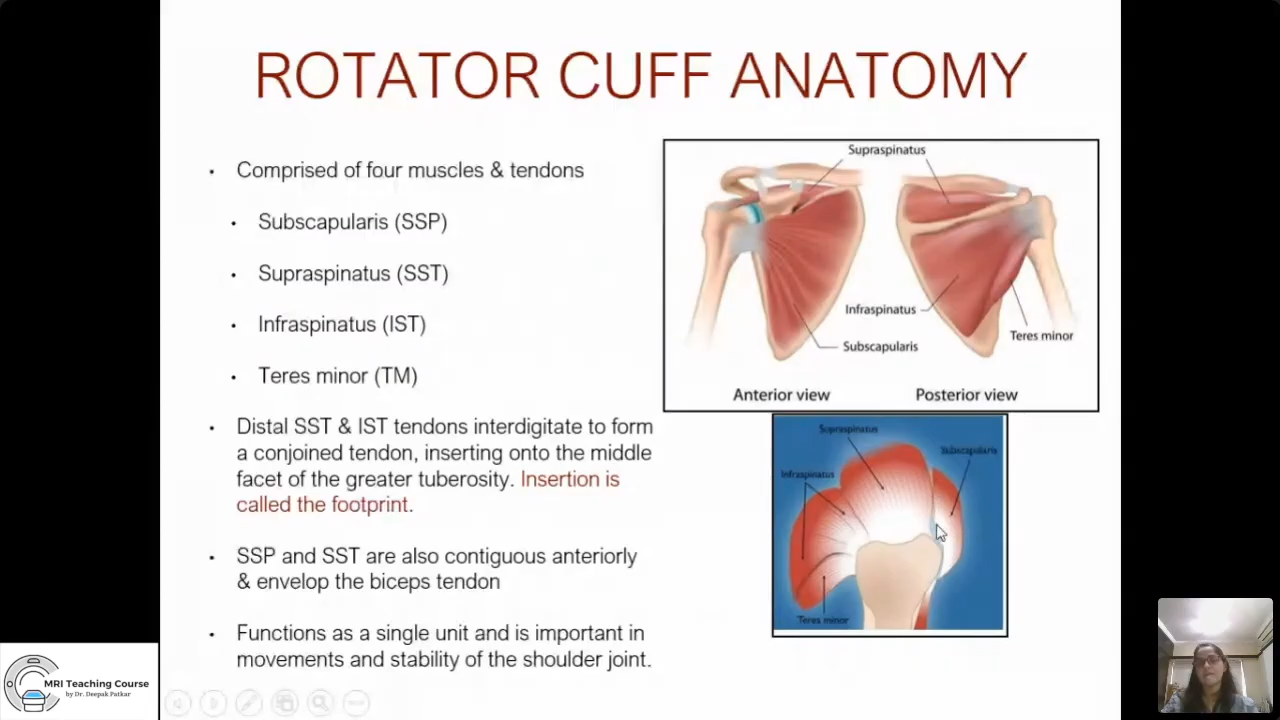 ROTATOR CUFF ANATOMY
• Comprised of four muscles & tendons
• Subscapularis (SSP)
• Supraspinatus (SST)
• Infraspinatus (IST)
• Teres minor (TM)
• Distal SST & IST tendons interdigitate to form
a conjoined tendon, inserting onto the middle
facet of the greater tuberosity. Insertion is
called the footprint.
• SSP and SST are also contiguous anteriorly
& envelop the biceps tendon
• Functions as a single unit and is important in
movements and stability of the shoulder joint.
Supraspinatus
Infraspinatus
Teres minor
Subscapularis
Anterior view
Posterior view
Supraspinatus
Subscapularis
Infraspinatus
Teres minor
MRI Teaching Course
by Dr. Deepak Patkar